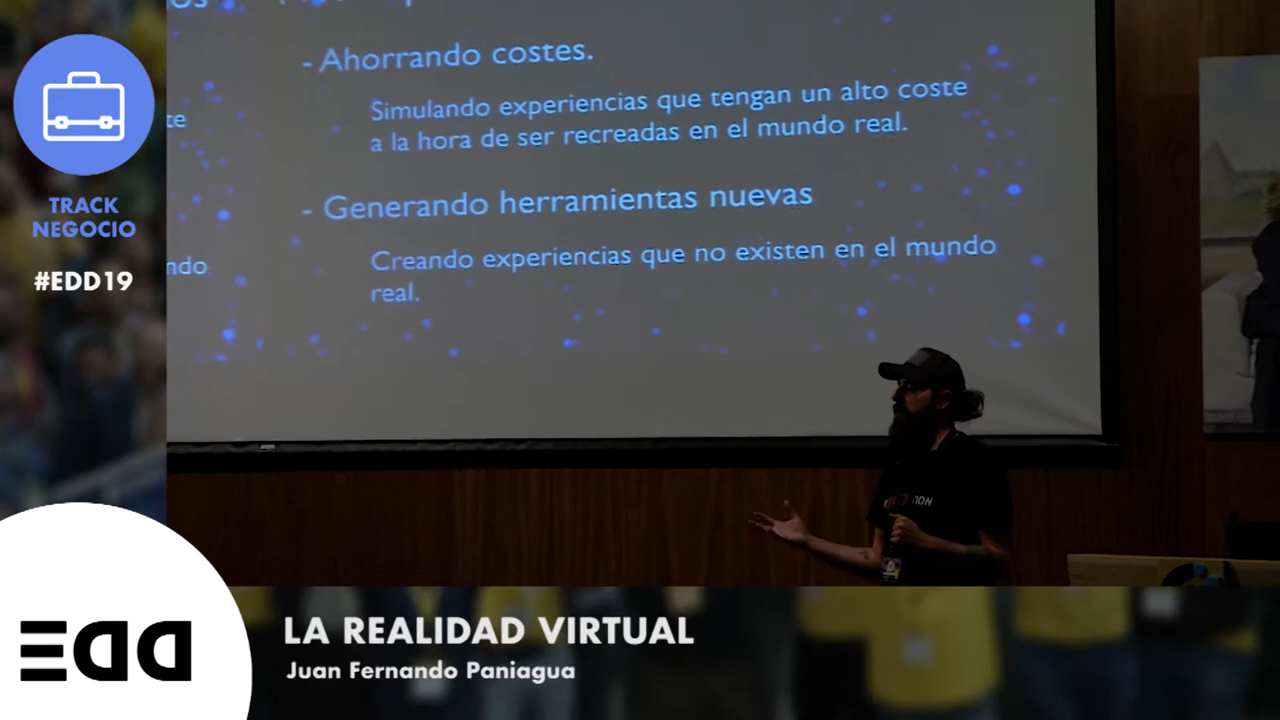 - Ahorrando costes.
Simulando experiencias que tengan un alto coste
a la hora de ser recreadas en el mundo real.
- Generando herramientas nuevas
Creando experiencias que no existen en el mundo
real.
TRACK
NEGOCIO
#EDD19
EDD
LA REALIDAD VIRTUAL
Juan Fernando Paniagua